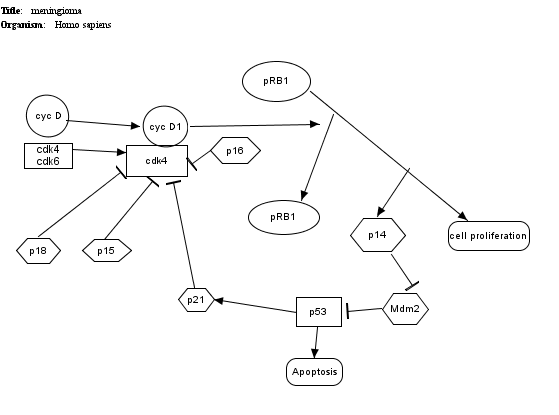 Title: meningioma
Organism: Homo sapiens
pRB1
cyc D
cyc D1
cdk4
cdk6
cdk4
p16
pRB1
p14
cell proliferation
p18
p15
p21
p53
Mdm2
Apoptosis